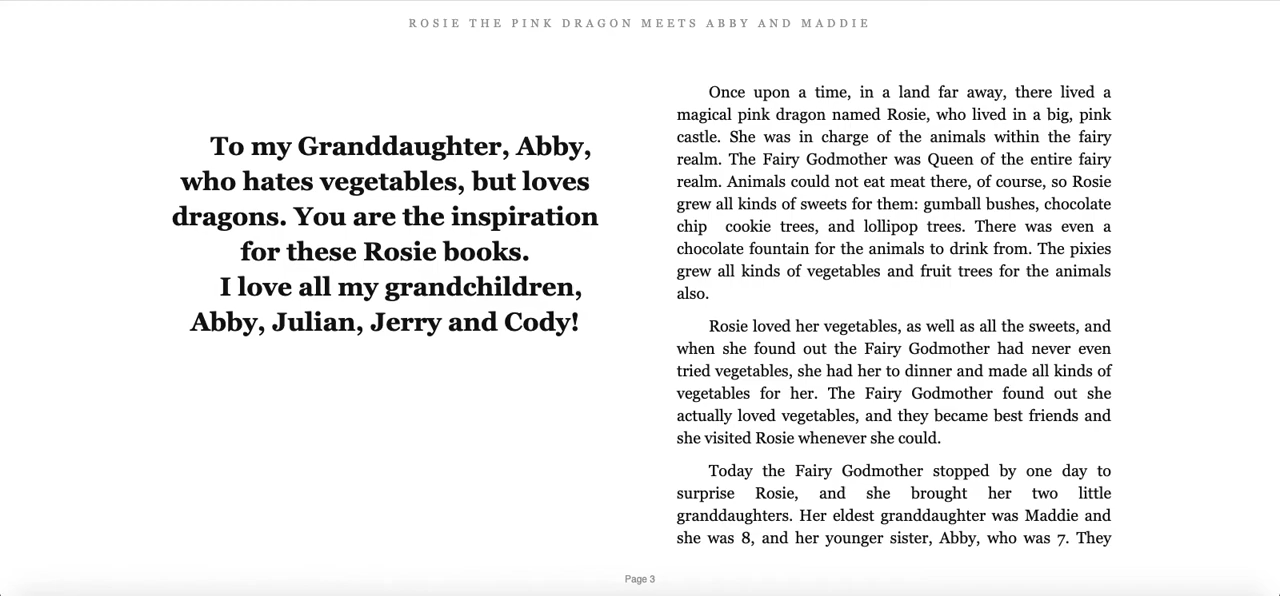 ROSIE THE PINK DRAGON MEETS ABBY AND MADDIE
To my Granddaughter, Abby,
who hates vegetables, but loves
dragons. You are the inspiration
for these Rosie books.
I love all my grandchildren,
Abby, Julian, Jerry and Cody!
Once upon a time, in a land far away, there lived a
magical pink dragon named Rosie, who lived in a big, pink
castle. She was in charge of the animals within the fairy
realm. The Fairy Godmother was Queen of the entire fairy
realm. Animals could not eat meat there, of course, so Rosie
grew all kinds of sweets for them: gumball bushes, chocolate
chip cookie trees, and lollipop trees. There was even a
chocolate fountain for the animals to drink from. The pixies
grew all kinds of vegetables and fruit trees for the animals
also.
Rosie loved her vegetables, as well as all the sweets, and
when she found out the Fairy Godmother had never even
tried vegetables, she had her to dinner and made all kinds of
vegetables for her. The Fairy Godmother found out she
actually loved vegetables, and they became best friends and
she visited Rosie whenever she could.
Today the Fairy Godmother stopped by one day to
surprise Rosie, and she brought her two little
granddaughters. Her eldest granddaughter was Maddie and
she was 8, and her younger sister, Abby, who was 7. They
Page 3